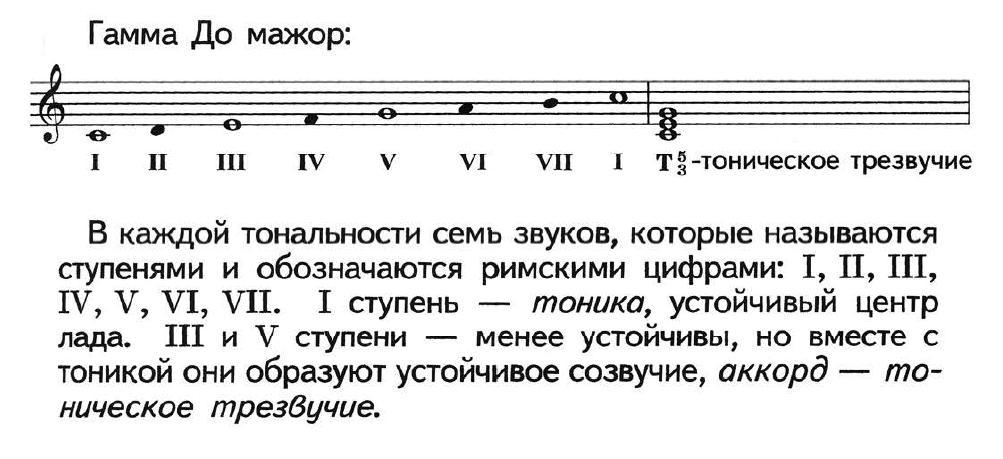 Гамма До мажор:
I II III IV V VI VII I T 5/3 -тоническое трезвучие
В каждой тональности семь звуков, которые называются
ступенями и обозначаются римскими цифрами: I, II, III,
IV, V, VI, VII. I ступень — тоника, устойчивый центр
лада. III и V ступени — менее устойчивы, но вместе с
тоникой они образуют устойчивое созвучие, аккорд — то-
ническое трезвучие.